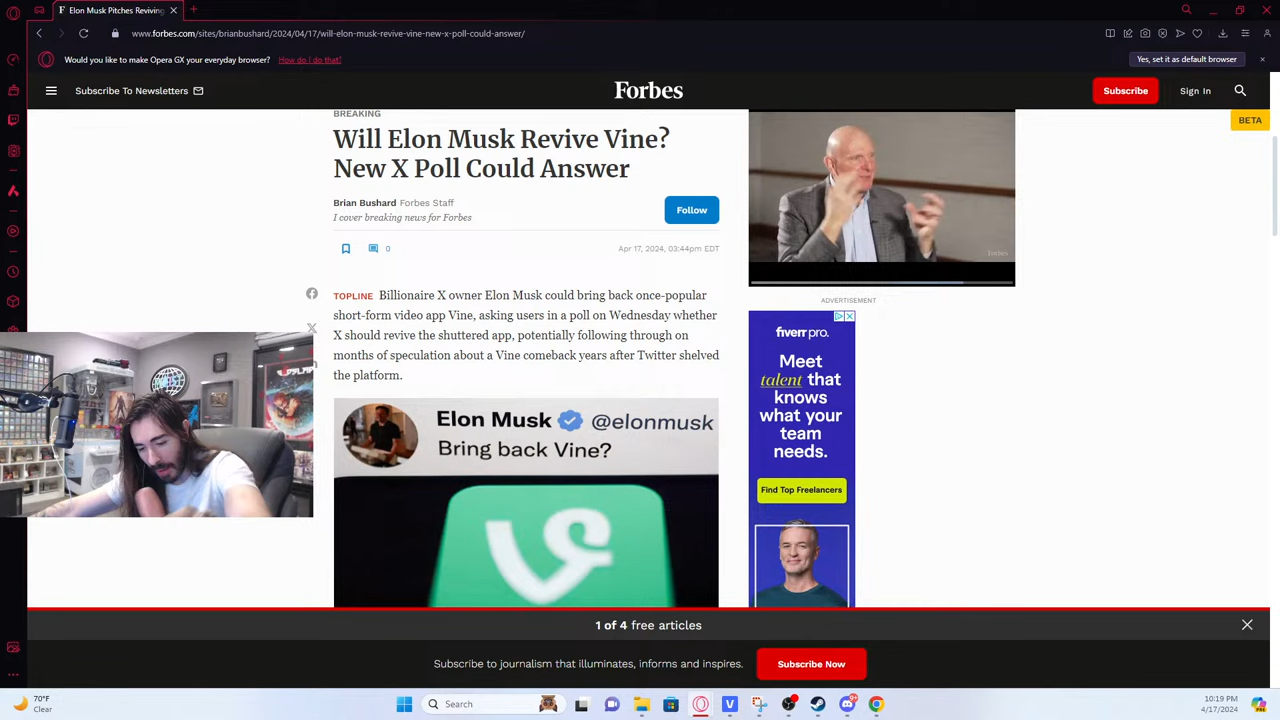 Elon Musk Pitches Reviving
www.forbes.com/sites/brianbushard/2024/04/17/will-elon-musk-revive-vine-new-x-poll-could-answer/
Would you like to make Opera GX your everyday browser? How do I do that!
Yes, set it as default browser
Subscribe To Newsletters
Forbes
Subscribe
Sign In
BETA
BREAKING
Will Elon Musk Revive Vine?
New X Poll Could Answer
Brian Bushard Forbes Staff
I cover breaking news for Forbes
Follow
0
Apr 17, 2024, 03:44pm EDT
Forbes
TOPLINE Billionaire X owner Elon Musk could bring back once-popular
short-form video app Vine, asking users in a poll on Wednesday whether
X should revive the shuttered app, potentially following through on
months of speculation about a Vine comeback years after Twitter shelved
the platform.
Elon Musk @elonmusk
Bring back Vine?
ADVERTISEMENT
fiverr pro.
Meet
talent that
knows
what your
team
needs.
Find Top Freelancers
1 of 4 free articles
Subscribe to journalism that illuminates, informs and inspires.
Subscribe Now
70°F
Clear
Search
10:19 PM
4/17/2024